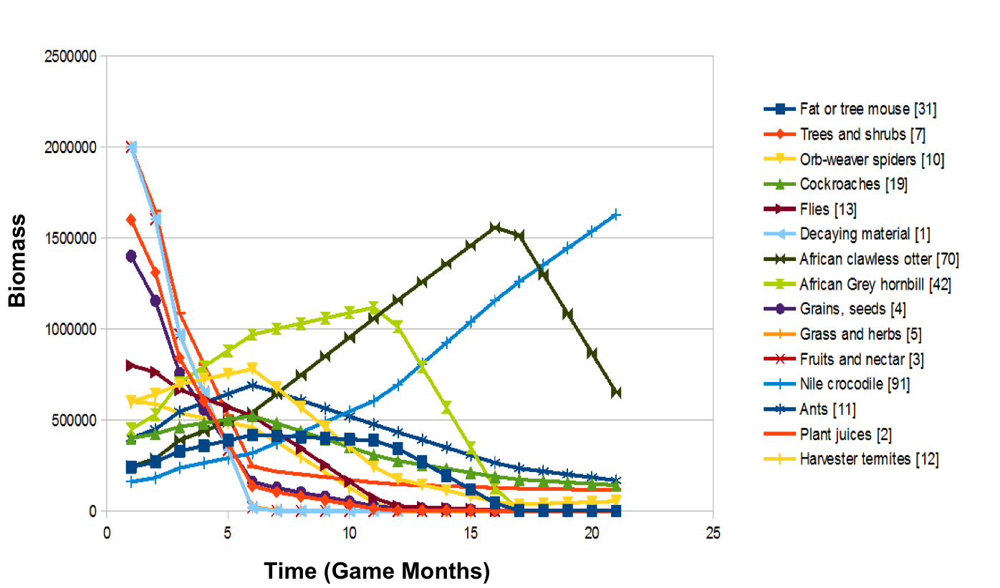 2500000
2000000
1500000
1000000
500000
0
0
5
10
15
20
25
Biomass
Time (Game Months)
Fat or tree mouse [31]
Trees and shrubs [7]
Orb-weaver spiders [10]
Cockroaches [19]
Flies [13]
Decaying material [1]
African clawless otter [70]
African Grey hornbill [42]
Grains, seeds [4]
Grass and herbs [5]
Fruits and nectar [3]
Nile crocodile [91]
Ants [11]
Plant juices [2]
Harvester termites [12]